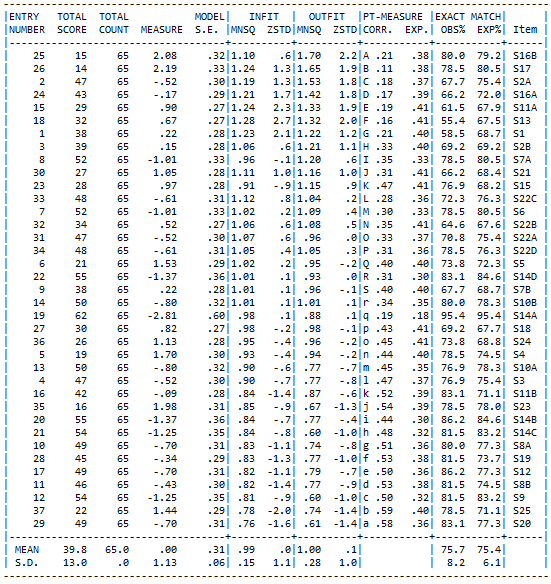 ENTRY TOTAL TOTAL MODEL| INFIT | OUTFIT |PT-MEASURE |EXACT MATCH|
NUMBER SCORE COUNT MEASURE S.E. |MNSQ ZSTD|MNSQ ZSTD|CORR. EXP.| OBS% EXP%| Item
25 15 65 2.08 .32|1.10 .6|1.70 2.2|A .21 .38| 80.0 79.2| S16B
26 14 65 2.19 .33|1.24 1.3|1.65 1.9|B .11 .38| 78.5 80.5| S17
2 47 65 -.52 .30|1.19 1.3|1.53 1.8|C .18 .37| 67.7 75.4| S2A
24 43 65 -.17 .29|1.21 1.7|1.42 1.8|D .17 .39| 66.2 72.0| S16A
15 29 65 .90 .27|1.24 2.3|1.33 1.9|E .19 .41| 61.5 67.9| S11A
18 32 65 .67 .27|1.28 2.7|1.32 2.0|F .16 .41| 55.4 67.5| S13
1 38 65 .22 .28|1.23 2.1|1.22 1.2|G .21 .40| 58.5 68.7| S1
3 39 65 .15 .28|1.06 .6|1.21 1.1|H .33 .40| 69.2 69.2| S2B
8 52 65 -1.01 .33| .96 -.1|1.20 .6|I .35 .33| 78.5 80.5| S7A
30 27 65 1.05 .28|1.11 1.0|1.16 1.0|J .31 .41| 66.2 68.4| S21
23 28 65 .97 .28| .91 -.9|1.15 .9|K .47 .41| 76.9 68.2| S15
33 48 65 -.61 .31|1.12 .8|1.04 .2|L .28 .36| 72.3 76.3| S22C
7 52 65 -1.01 .33|1.02 .2|1.09 .4|M .30 .33| 78.5 80.5| S6
32 34 65 .52 .27|1.06 .6|1.08 .5|N .35 .41| 64.6 67.6| S22B
31 47 65 -.52 .30|1.07 .6| .96 .0|O .33 .37| 70.8 75.4| S22A
34 48 65 -.61 .31|1.05 .4|1.05 .3|P .31 .36| 78.5 76.3| S22D
6 21 65 1.53 .29|1.02 .2| .95 -.2|Q .40 .40| 73.8 72.3| S5
22 55 65 -1.37 .36|1.01 .1| .93 .0|R .31 .30| 83.1 84.6| S14D
9 38 65 .22 .28|1.01 .1| .96 -.1|S .40 .40| 67.7 68.7| S7B
14 50 65 -.80 .32|1.01 .1|1.01 .1|r .34 .35| 80.0 78.3| S10B
19 62 65 -2.81 .60| .98 .1| .88 .1|q .19 .18| 95.4 95.4| S14A
27 30 65 .82 .27| .98 -.2| .98 -.1|p .43 .41| 69.2 67.7| S18
36 26 65 1.13 .28| .95 -.4| .96 -.2|o .45 .41| 73.8 68.8| S24
5 19 65 1.70 .30| .93 -.4| .94 -.2|n .44 .40| 78.5 74.5| S4
13 50 65 -.80 .32| .90 -.6| .77 -.7|m .45 .35| 76.9 78.3| S10A
4 47 65 -.52 .30| .90 -.7| .77 -.8|l .47 .37| 76.9 75.4| S3
16 42 65 -.09 .28| .84 -1.4| .87 -.6|k .52 .39| 83.1 71.1| S11B
35 16 65 1.98 .31| .85 -.9| .67 -1.3|j .54 .39| 78.5 78.0| S23
20 55 65 -1.37 .36| .84 -.7| .77 -.4|i .44 .30| 86.2 84.6| S14B
21 54 65 -1.25 .35| .84 -.8| .60 -1.0|h .48 .32| 81.5 83.2| S14C
10 49 65 -.70 .31| .83 -1.1| .74 -.8|g .51 .36| 80.0 77.3| S8A
28 45 65 -.34 .29| .83 -1.3| .77 -1.0|f .53 .38| 81.5 73.7| S19
17 49 65 -.70 .31| .82 -1.1| .79 -.7|e .50 .36| 86.2 77.3| S12
11 46 65 -.43 .30| .82 -1.4| .77 -.9|d .53 .38| 81.5 74.5| S8B
12 54 65 -1.25 .35| .81 -.9| .60 -1.0|c .50 .32| 81.5 83.2| S9
37 22 65 1.44 .29| .78 -2.0| .74 -1.4|b .59 .40| 78.5 71.1| S25
29 49 65 -.70 .31| .76 -1.6| .61 -1.4|a .58 .36| 83.1 77.3| S20
MEAN 39.8 65.0 .00 .31| .99 .0|1.00 .1| | 75.7 75.4|
S.D. 13.0 .0 1.13 .06| .15 1.1| .28 1.0| | 8.2 6.1|